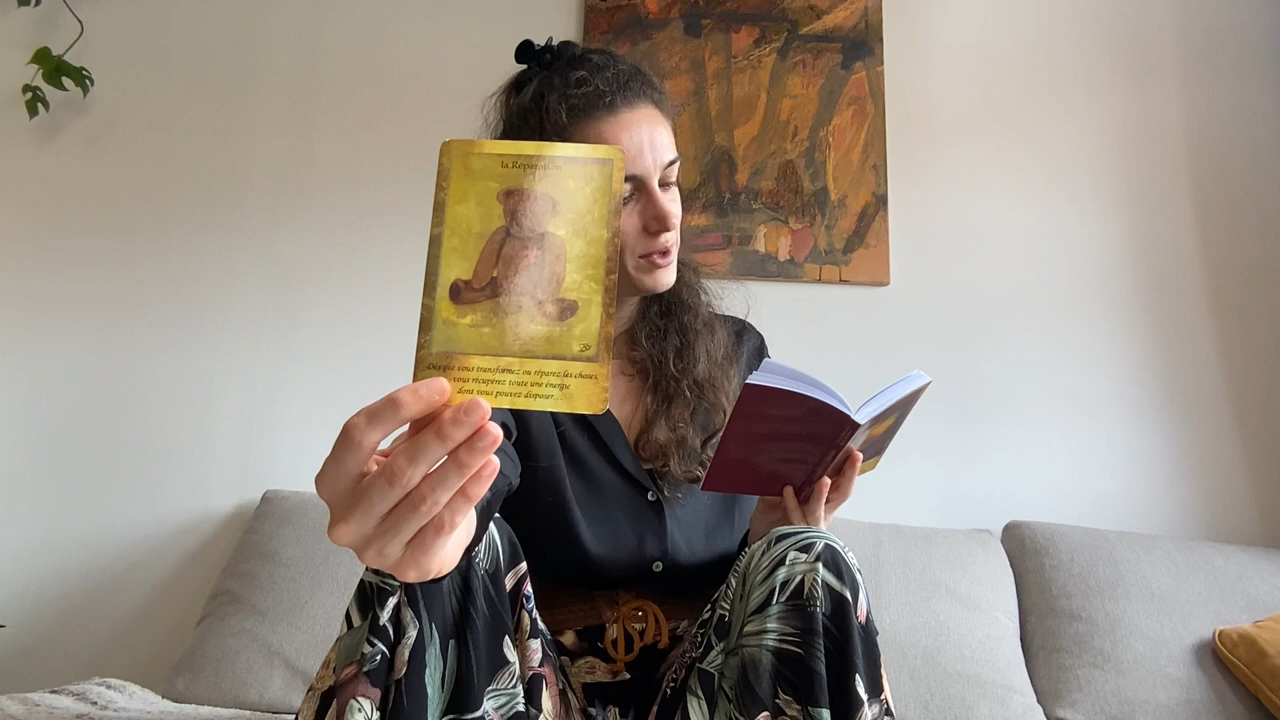 la Réparation
Dès que vous transformez ou réparez les choses,
vous récupérez toute une énergie
dont vous pouvez disposer...